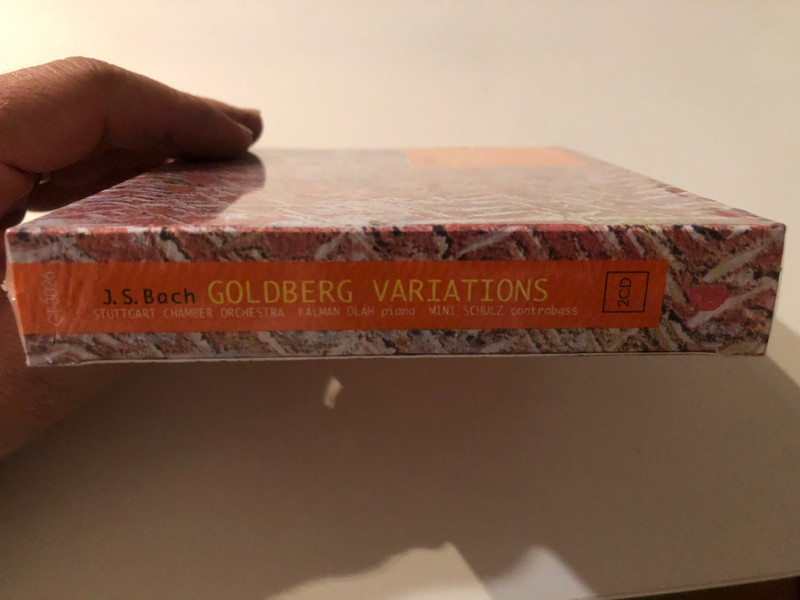 J.S. Bach GOLDBERG VARIATIONS
STUTTGART CHAMBER ORCHESTRA KALMAN OLAH piano MINI SCHULZ contrabass
2CD